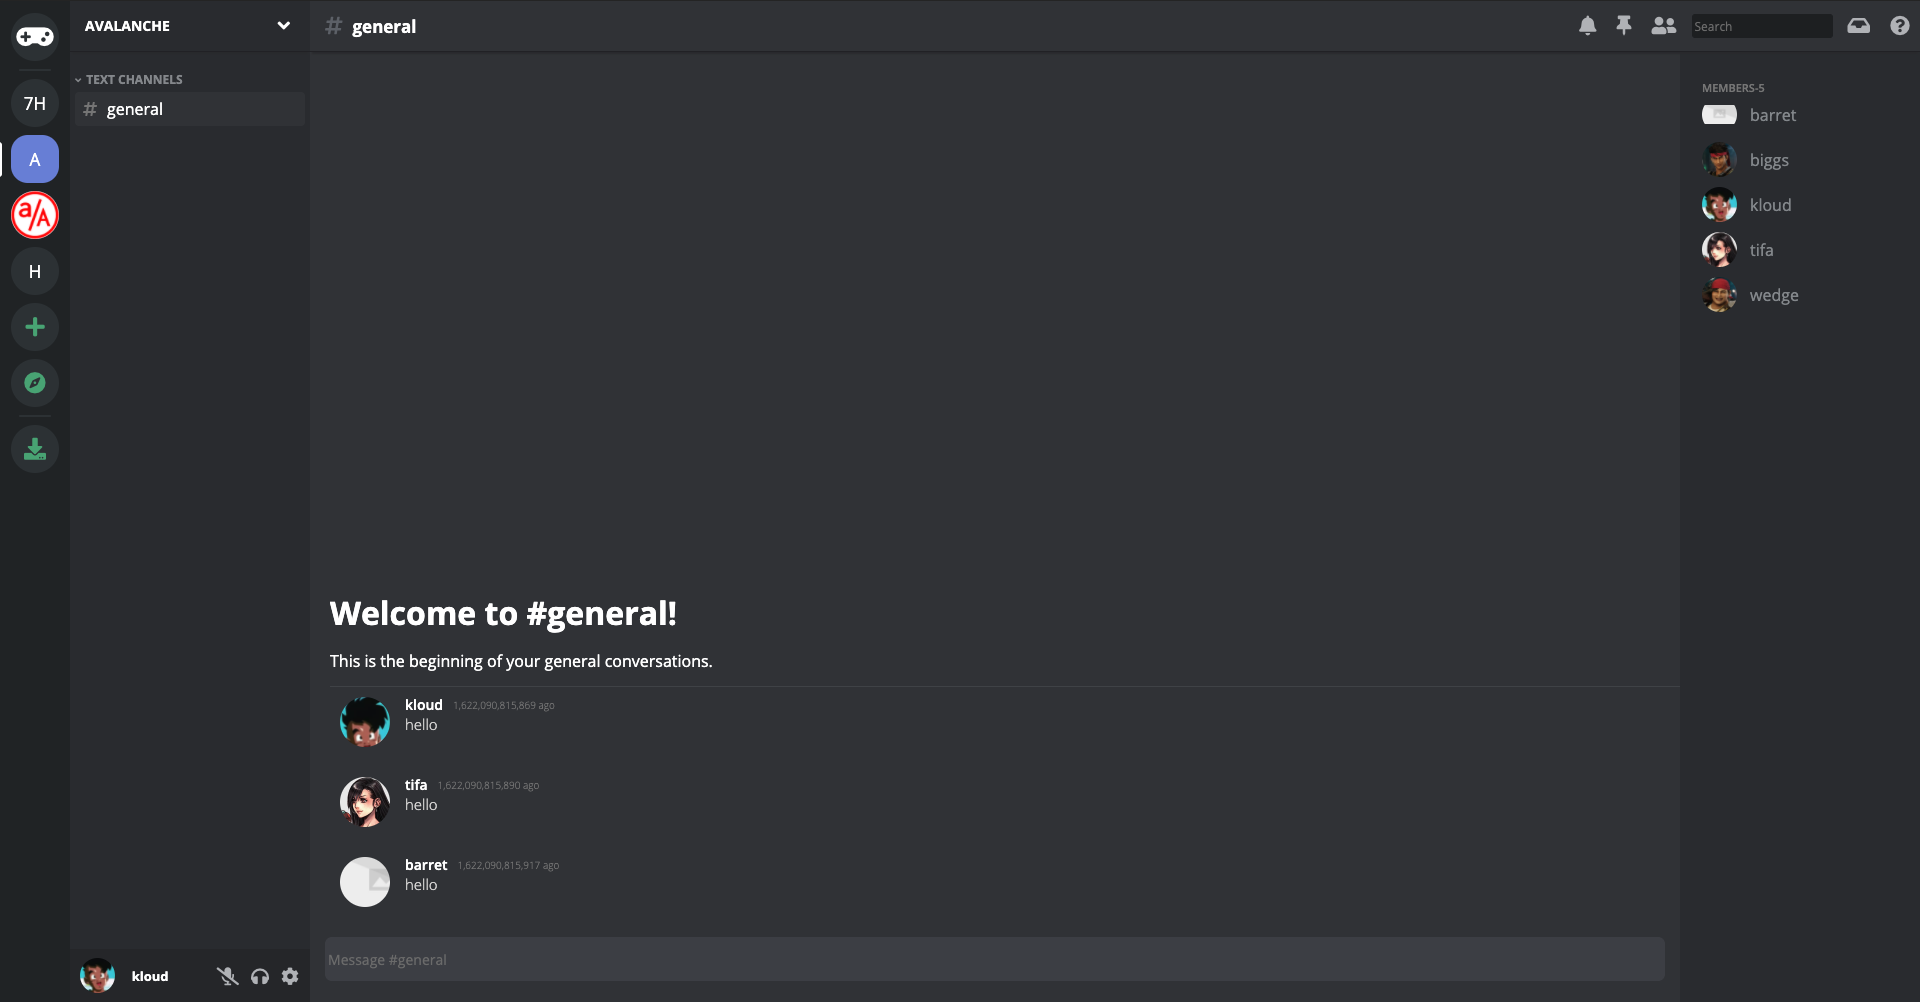 AVALANCHE
# general
Search
7H
A
a/A
H
TEXT CHANNELS
# general
Welcome to #general!
This is the beginning of your general conversations.
kloud 1,622,090,815,869 ago
hello
tifa 1,622,090,815,890 ago
hello
barret 1,622,090,815,917 ago
hello
Message #general
kloud
MEMBERS-5
barret
biggs
kloud
tifa
wedge